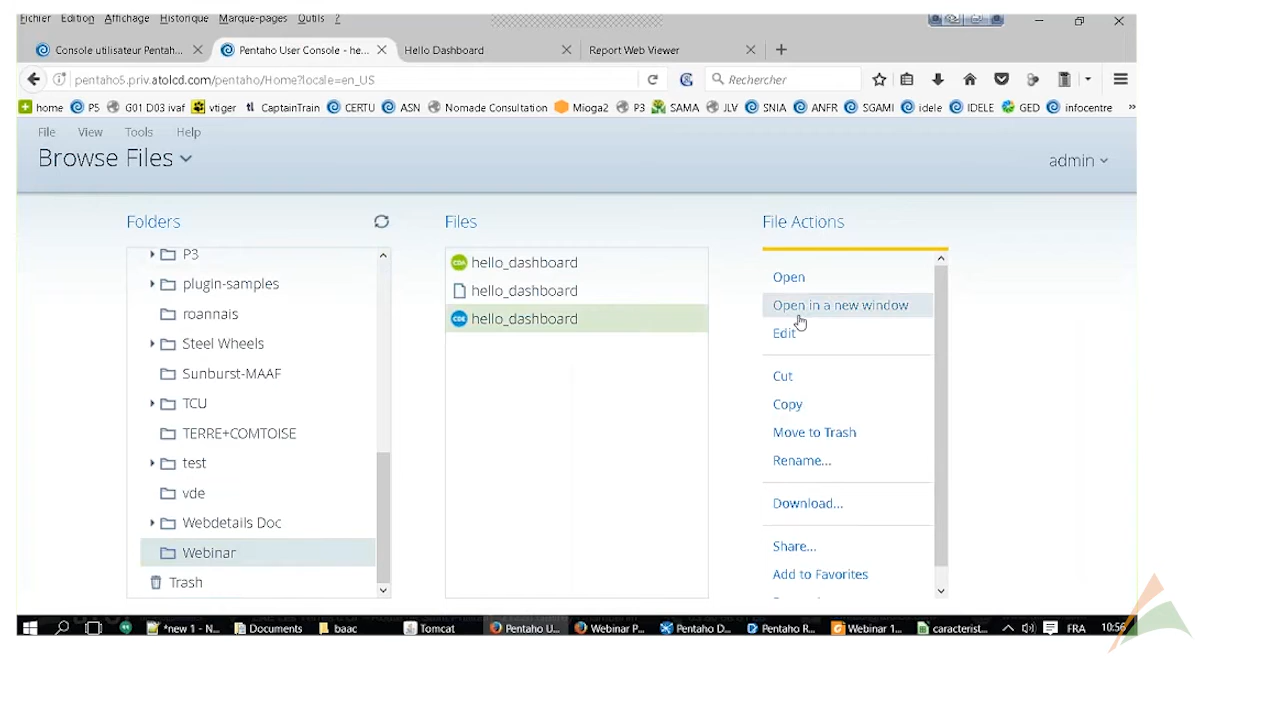 Fichier Edition Affichage Historique Marque-pages Outils ?
Console utilisateur Pentah...
Pentaho User Console - he...
Hello Dashboard
Report Web Viewer
pentaho5.priv.atolcd.com/pentaho/Home?locale=en_US
Rechercher
home P5 G01 D03 ivaf vtiger CaptainTrain CERTU ASN Nomade Consultation Mioga2 P3 SAMA JLV SNIA ANFR SGAMI idele IDELE GED infocentre »
File View Tools Help
Browse Files
admin
Folders
P3
plugin-samples
roannais
Steel Wheels
Sunburst-MAAF
TCU
TERRE+COMTOISE
test
vde
Webdetails Doc
Webinar
Trash
Files
CDA hello_dashboard
hello_dashboard
CDE hello_dashboard
File Actions
Open
Open in a new window
Edit
Cut
Copy
Move to Trash
Rename...
Download...
Share...
Add to Favorites
*new 1 - N... Documents baac Tomcat Pentaho U... Webinar P... Pentaho D... Pentaho R... Webinar 1... caracterist... FRA 10:56